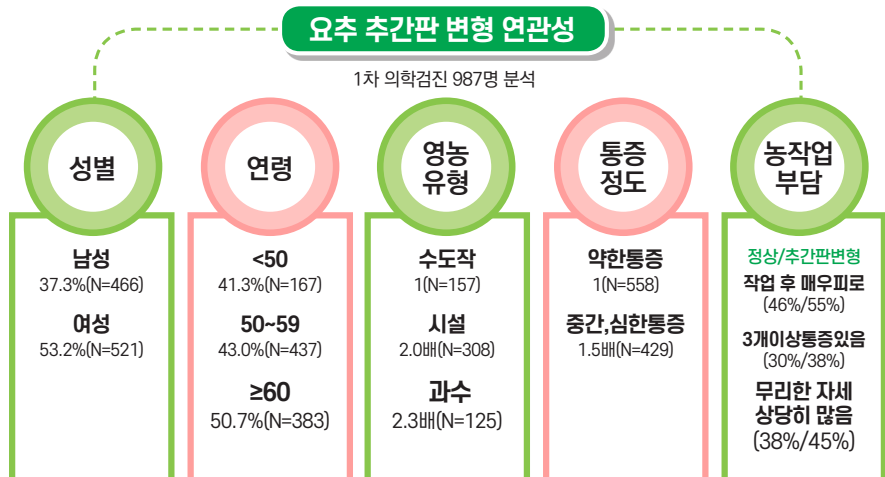 요추 추간판 변형 연관성
1차 의학검진 987명 분석
성별
남성
37.3%(N=466)
여성
53.2%(N=521)
연령
<50
41.3%(N=167)
50~59
43.0%(N=437)
≥60
50.7%(N=383)
영농
유형
수도작
1(N=157)
시설
2.0배(N=308)
과수
2.3배(N=125)
통증
정도
약한통증
1(N=558)
중간,심한통증
1.5배(N=429)
농작업
부담
정상/추간판변형
작업 후 매우피로
(46%/55%)
3개이상통증있음
(30%/38%)
무리한 자세
상당히 많음
(38%/45%)